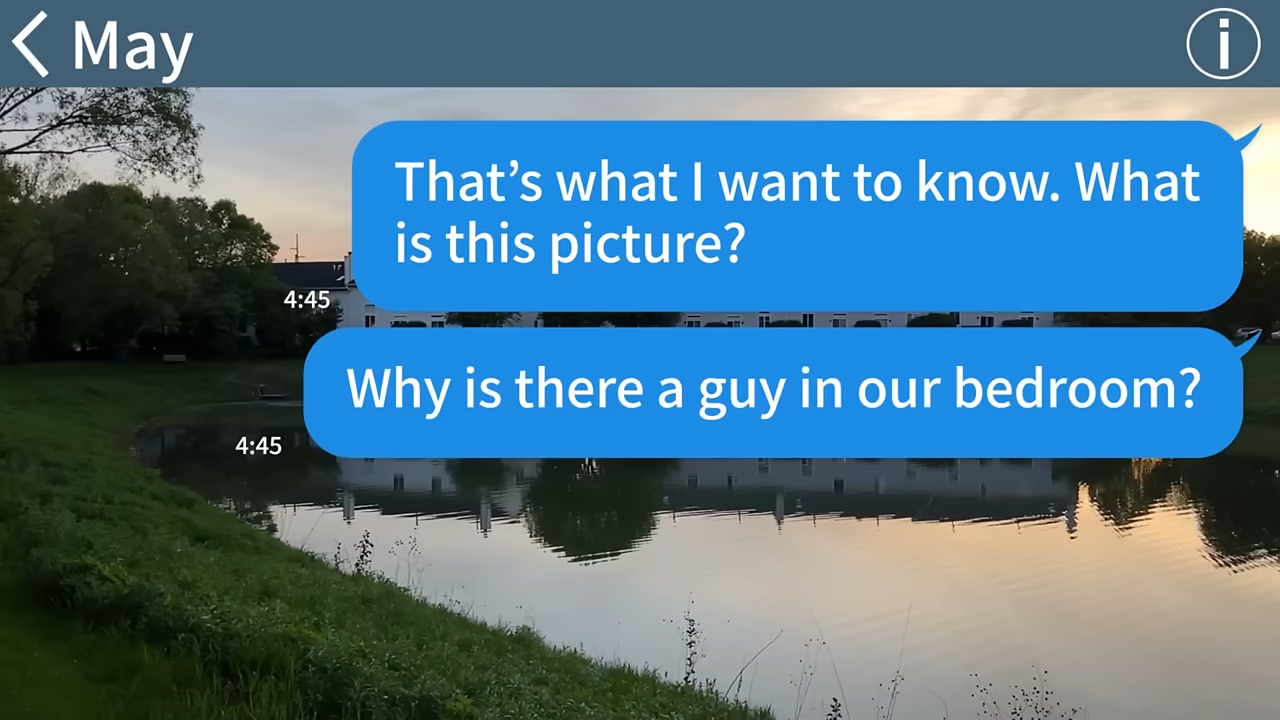 May
That’s what I want to know. What
is this picture?
4:45
Why is there a guy in our bedroom?
4:45